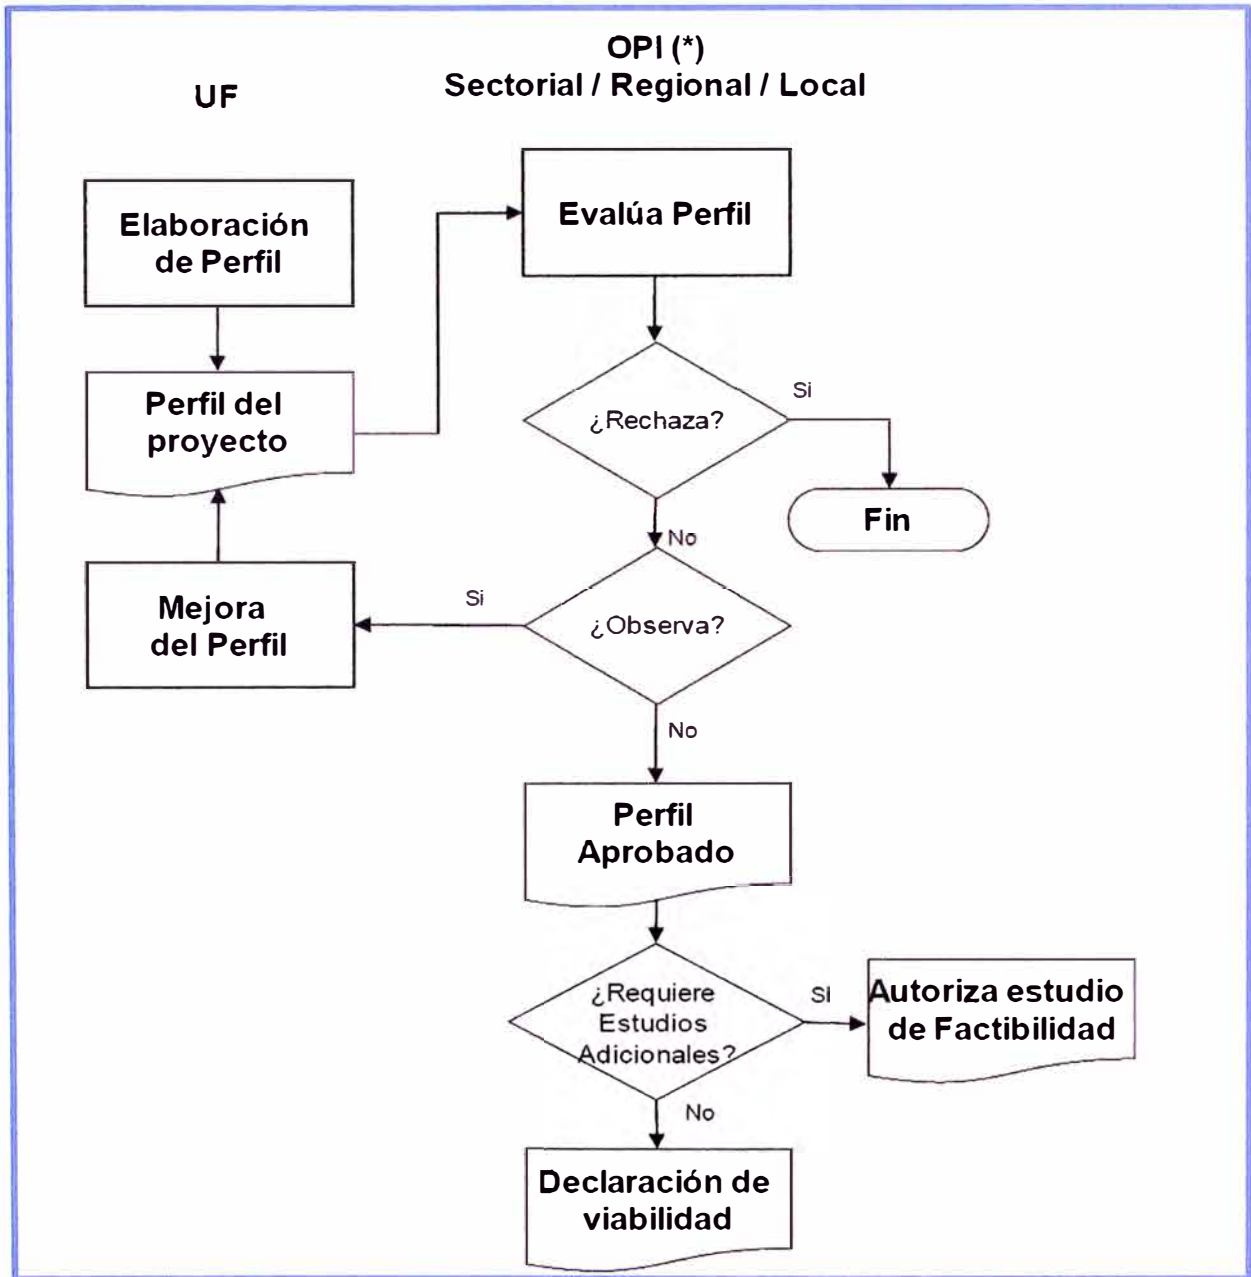 UF
OPI (*)
Sectorial / Regional / Local
Elaboración
de Perfil
Evalúa Perfil
Perfil del
proyecto
¿Rechaza?
Si
Fin
No
Mejora
del Perfil
Si
¿Observa?
No
Perfil
Aprobado
¿Requiere
Estudios
Adicionales?
Si
Autoriza estudio
de Factibilidad
No
Declaración de
viabilidad